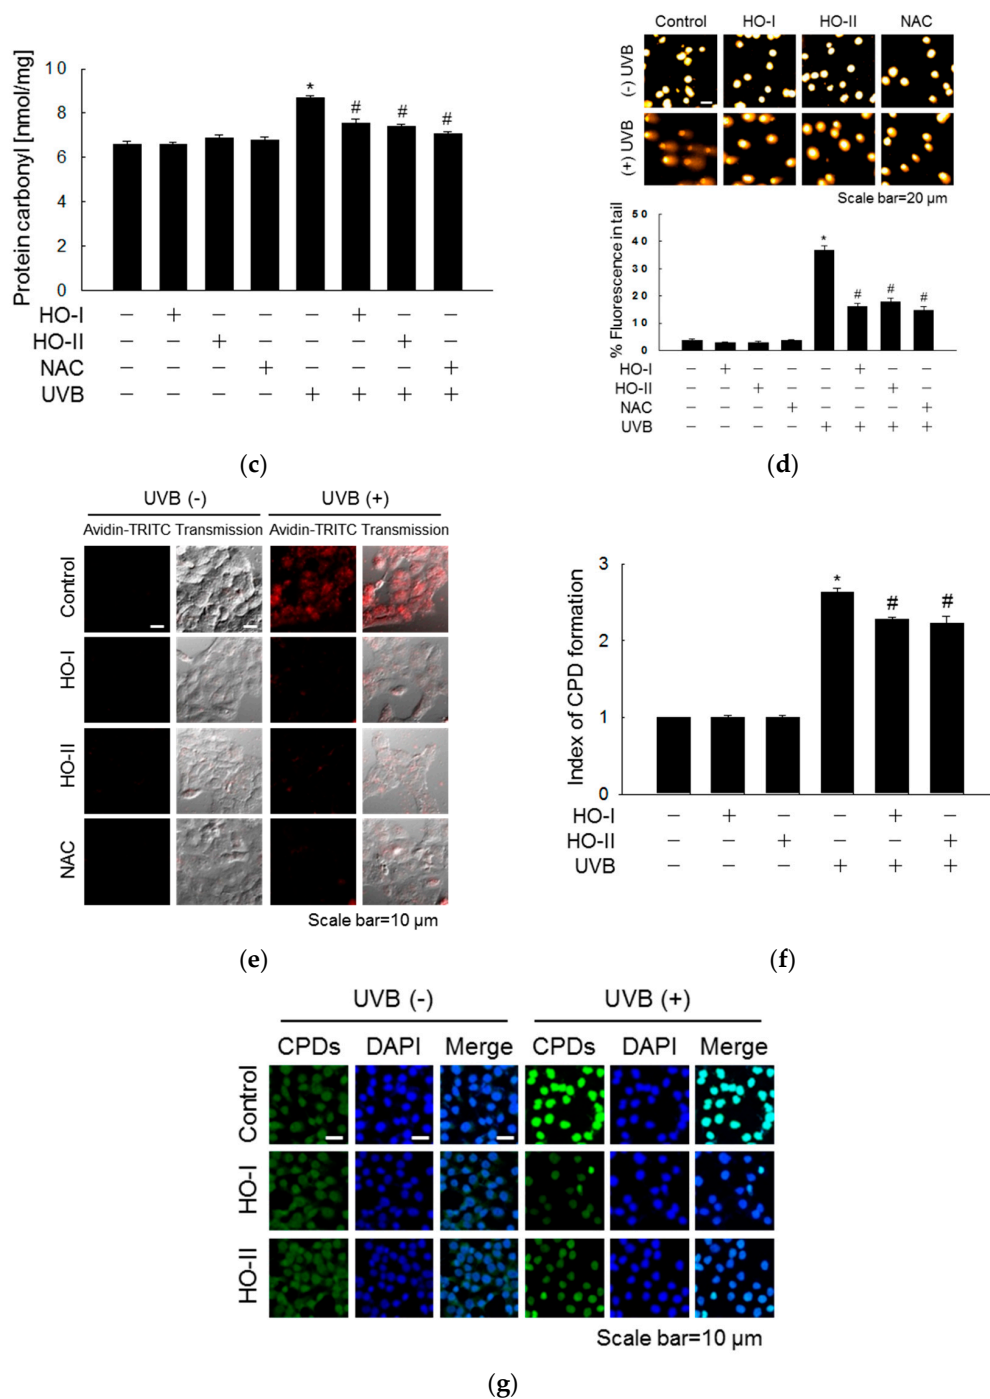 Protein carbonyl [nmol/mg]
10
8
6
4
2
0
* # # #
HO-I − + − − − + − −
HO-II − − + − − − + −
NAC − − − + − − − +
UVB − − − − + + + +
(c)
Control HO-I HO-II NAC
(-) UVB
(+) UVB
Scale bar=20 µm
% Fluorescence in tail
50
40
30
20
10
0
* # # #
HO-I − + − − − + − −
HO-II − − + − − − + −
NAC − − − + − − − +
UVB − − − − + + + +
(d)
UVB (-) UVB (+)
Avidin-TRITC Transmission Avidin-TRITC Transmission
Control
HO-I
HO-II
NAC
Scale bar=10 µm
(e)
Index of CPD formation
3
2
1
0
* # #
HO-I − + − − + −
HO-II − − + − − +
UVB − − − + + +
(f)
UVB (-) UVB (+)
CPDs DAPI Merge CPDs DAPI Merge
Control
HO-I
HO-II
Scale bar=10 µm
(g)